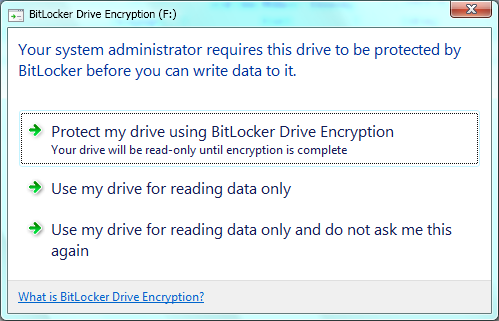 BitLocker Drive Encryption (F:)
Your system administrator requires this drive to be protected by
BitLocker before you can write data to it.
Protect my drive using BitLocker Drive Encryption
Your drive will be read-only until encryption is complete
Use my drive for reading data only
Use my drive for reading data only and do not ask me this
again
What is BitLocker Drive Encryption?